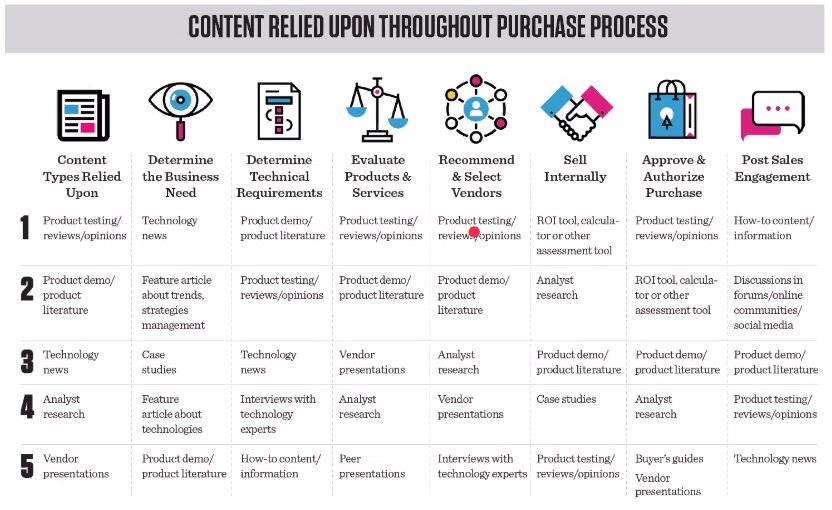 CONTENT RELIED UPON THROUGHOUT PURCHASE PROCESS
Content
Types Relied
Upon
Determine
the Business
Need
Determine
Technical
Requirements
Evaluate
Products &
Services
Recommend
& Select
Vendors
Sell
Internally
Approve &
Authorize
Purchase
Post Sales
Engagement
1
Product testing/
reviews/opinions
Technology
news
Product demo/
product literature
Product testing/
reviews/opinions
Product testing/
reviews/opinions
ROI tool, calcula-
tor or other
assessment tool
Product testing/
reviews/opinions
How-to content/
information
2
Product demo/
product
literature
Feature article
about trends,
strategies
management
Product testing/
reviews/opinions
Product demo/
product literature
Product demo/
product
literature
Analyst
research
ROI tool, calcula-
tor or other
assessment tool
Discussions in
forums/online
communities/
social media
3
Technology
news
Case
studies
Technology
news
Vendor
presentations
Analyst
research
Product demo/
product literature
Product demo/
product literature
Product demo/
product literature
4
Analyst
research
Feature
article about
technologies
Interviews with
technology
experts
Analyst
research
Vendor
presentations
Case studies
Analyst
research
Product testing/
reviews/opinions
5
Vendor
presentations
Product demo/
product literature
How-to content/
information
Peer
presentations
Interviews with
technology experts
Product testing/
reviews/opinions
Buyer's guides
Vendor
presentations
Technology news